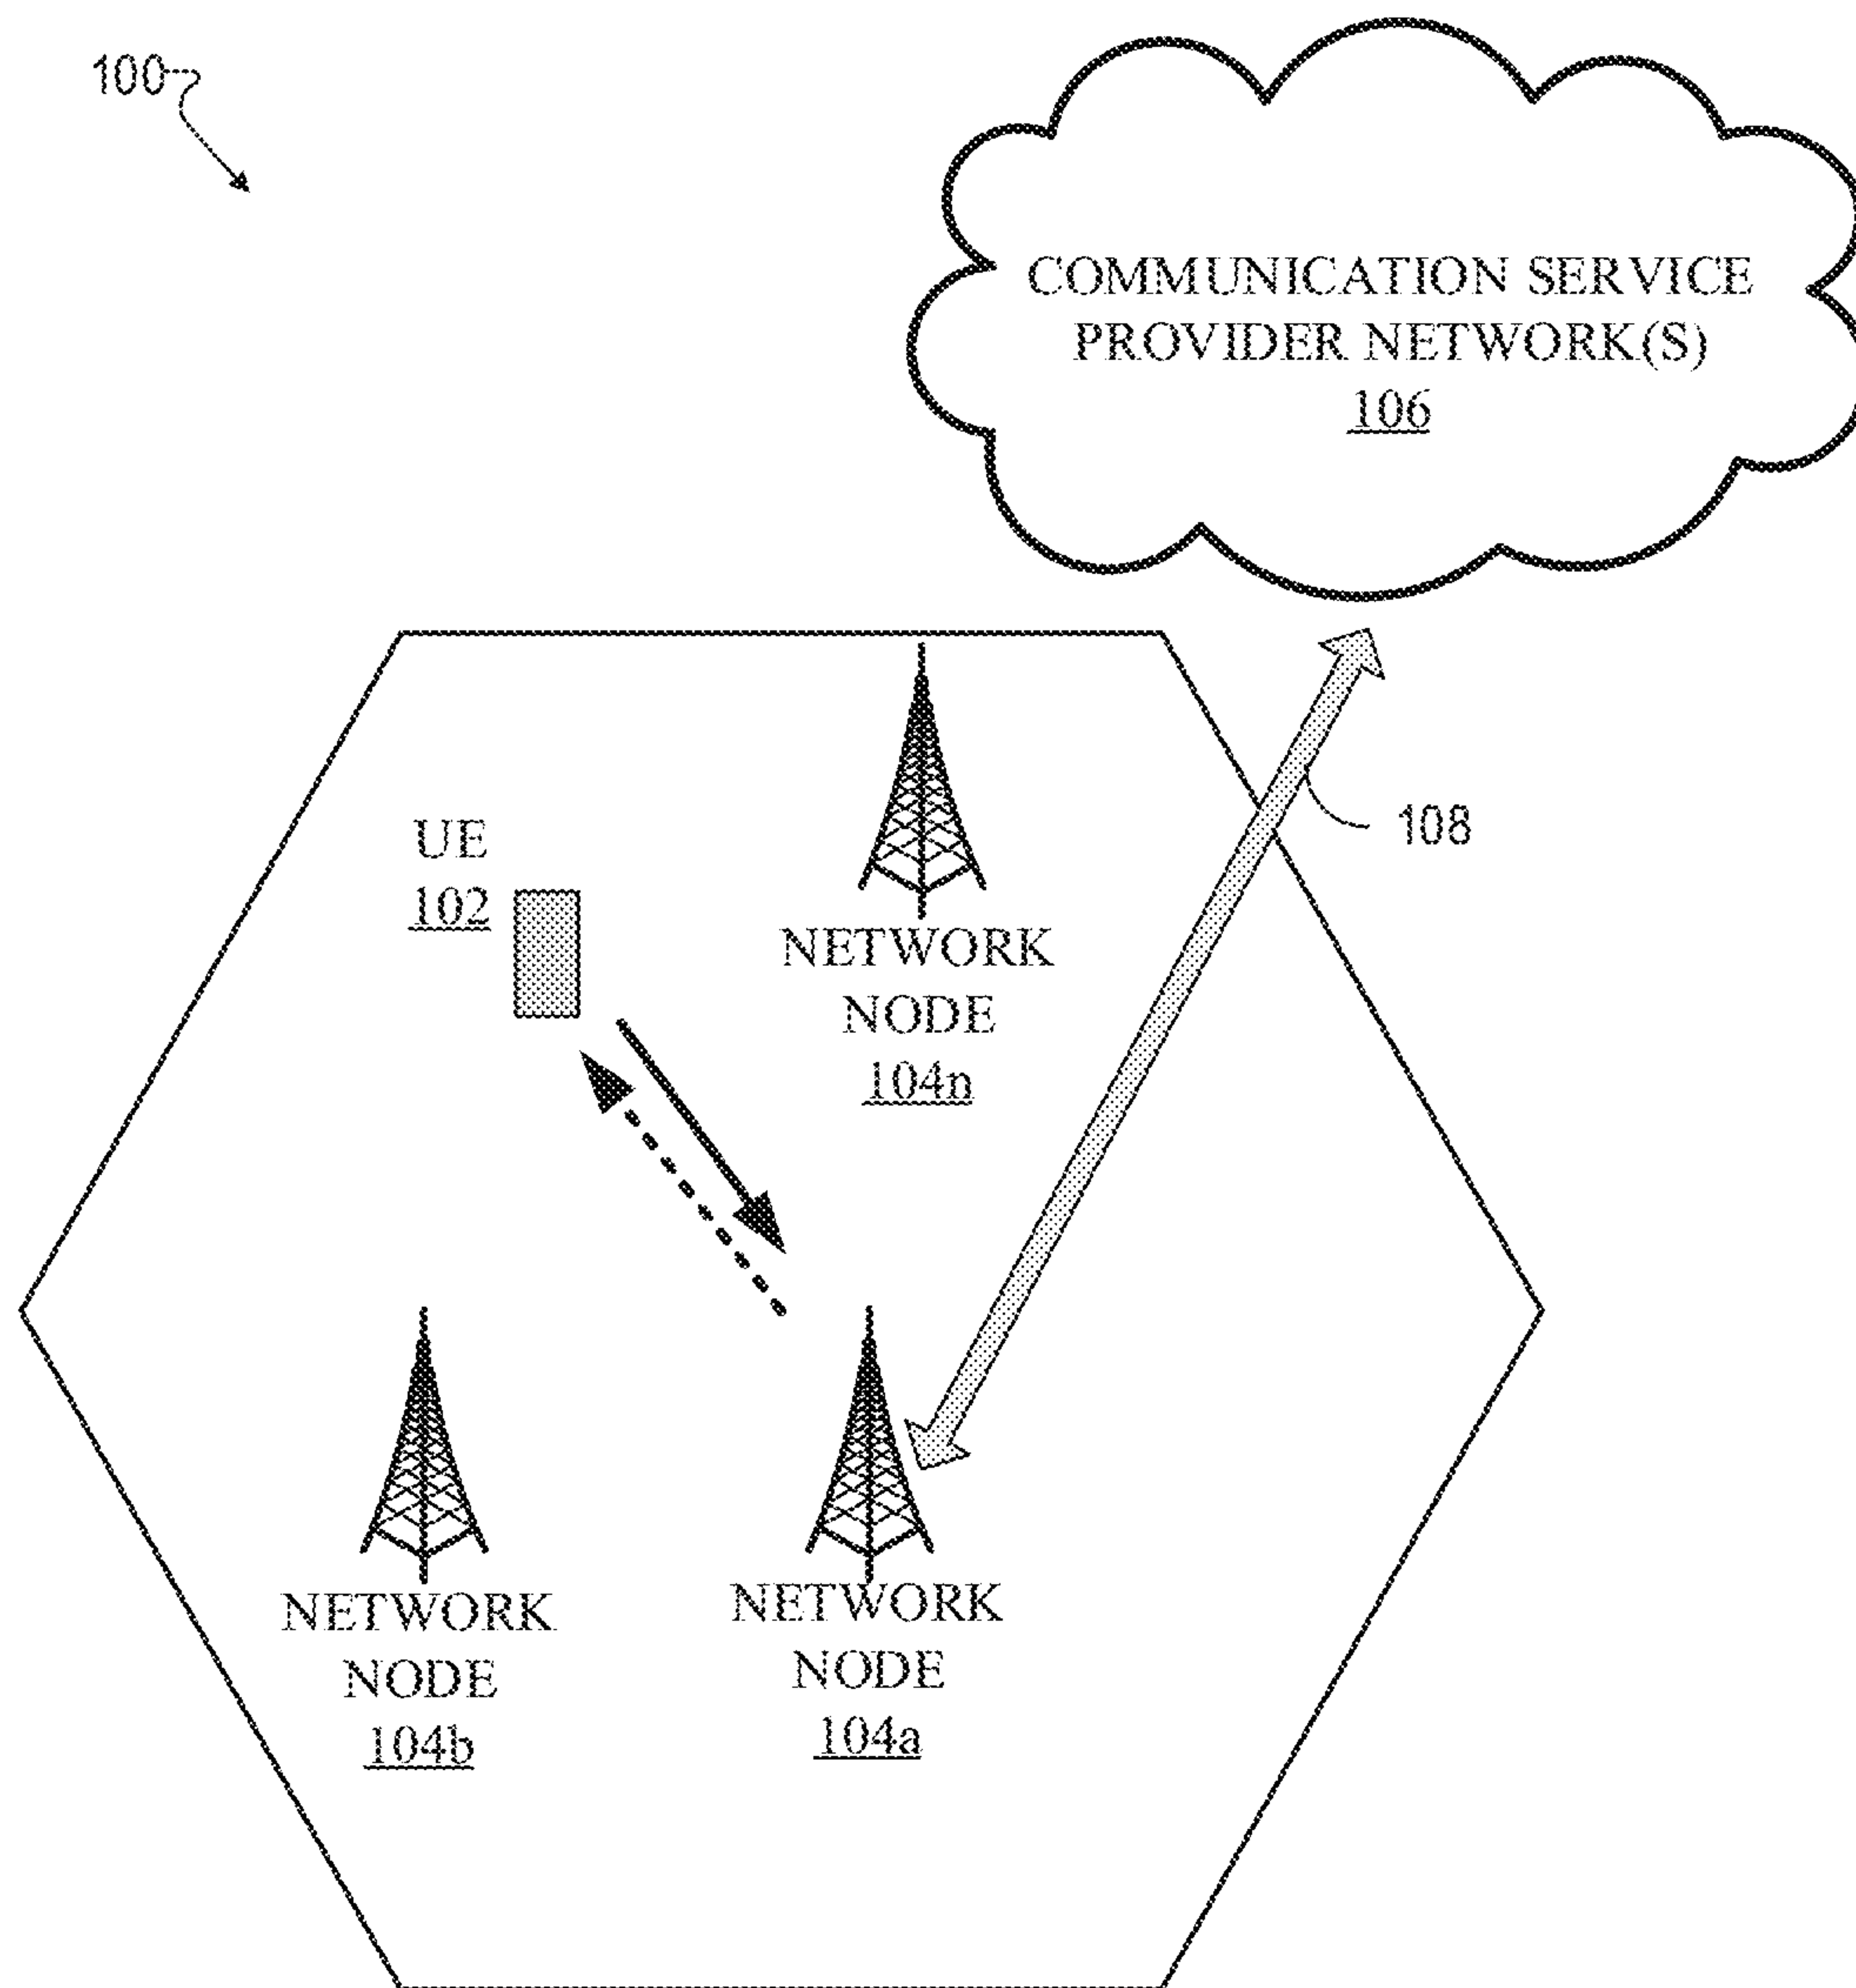 100
COMMUNICATION SERVICE
PROVIDER NETWORK(S)
106
108
UE
102
NETWORK
NODE
104n
NETWORK
NODE
104b
NETWORK
NODE
104a